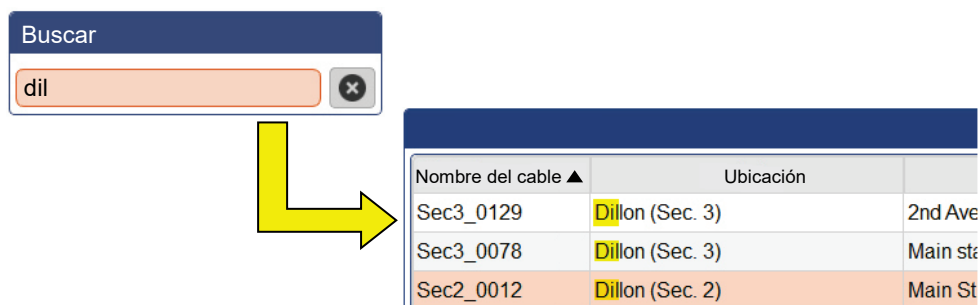 Buscar
dil
Nombre del cable ▲ Ubicación
Sec3_0129 Dillon (Sec. 3) 2nd Ave
Sec3_0078 Dillon (Sec. 3) Main sta
Sec2_0012 Dillon (Sec. 2) Main St